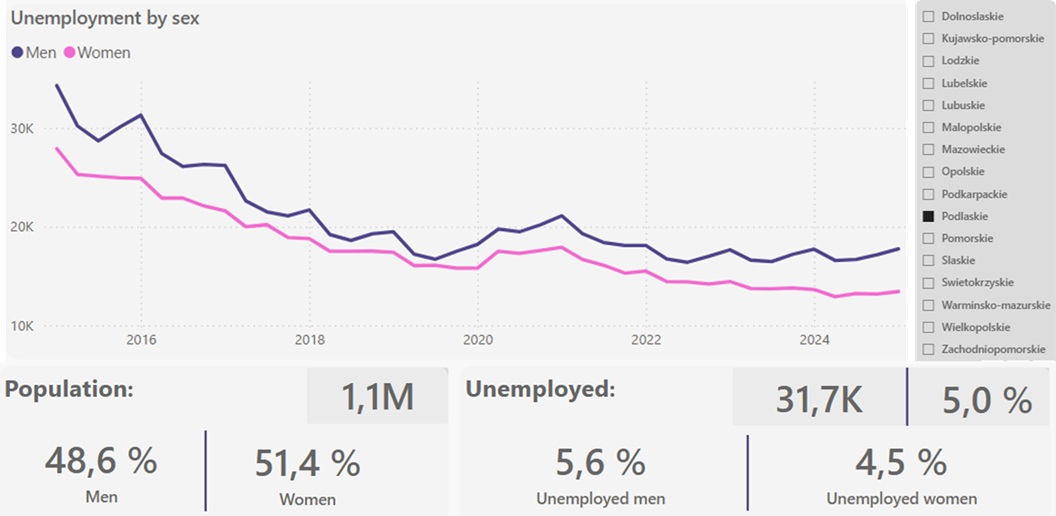 Unemployment by sex
Men Women
30K
20K
10K
2016 2018 2020 2022 2024
Dolnoslaskie
Kujawsko-pomorskie
Lodzkie
Lubelskie
Lubuskie
Malopolskie
Mazowieckie
Opolskie
Podkarpackie
Podlaskie
Pomorskie
Slaskie
Swietokrzyskie
Warminsko-mazurskie
Wielkopolskie
Zachodniopomorskie
Population:
1,1M
48,6 %
Men
51,4 %
Women
Unemployed:
31,7K
5,0 %
5,6 %
Unemployed men
4,5 %
Unemployed women